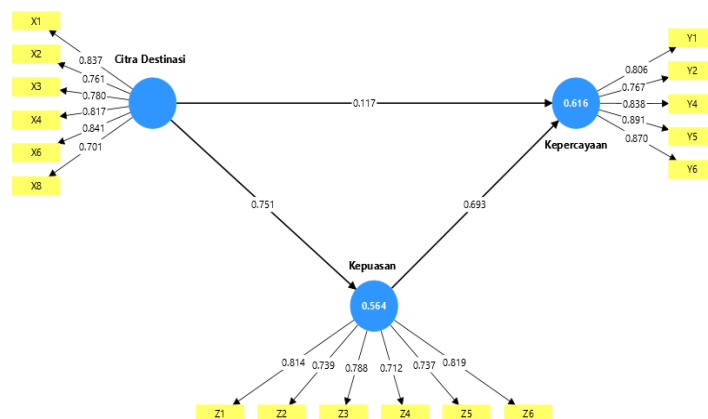 X1
X2
X3
X4
X6
X8
0.837
0.761
0.780
0.817
0.841
0.701
Citra Destinasi
0.117
0.751
0.693
0.616
Kepercayaan
0.806
0.767
0.838
0.891
0.870
Y1
Y2
Y4
Y5
Y6
Kepuasan
0.564
0.814
0.739
0.788
0.712
0.737
0.819
Z1
Z2
Z3
Z4
Z5
Z6